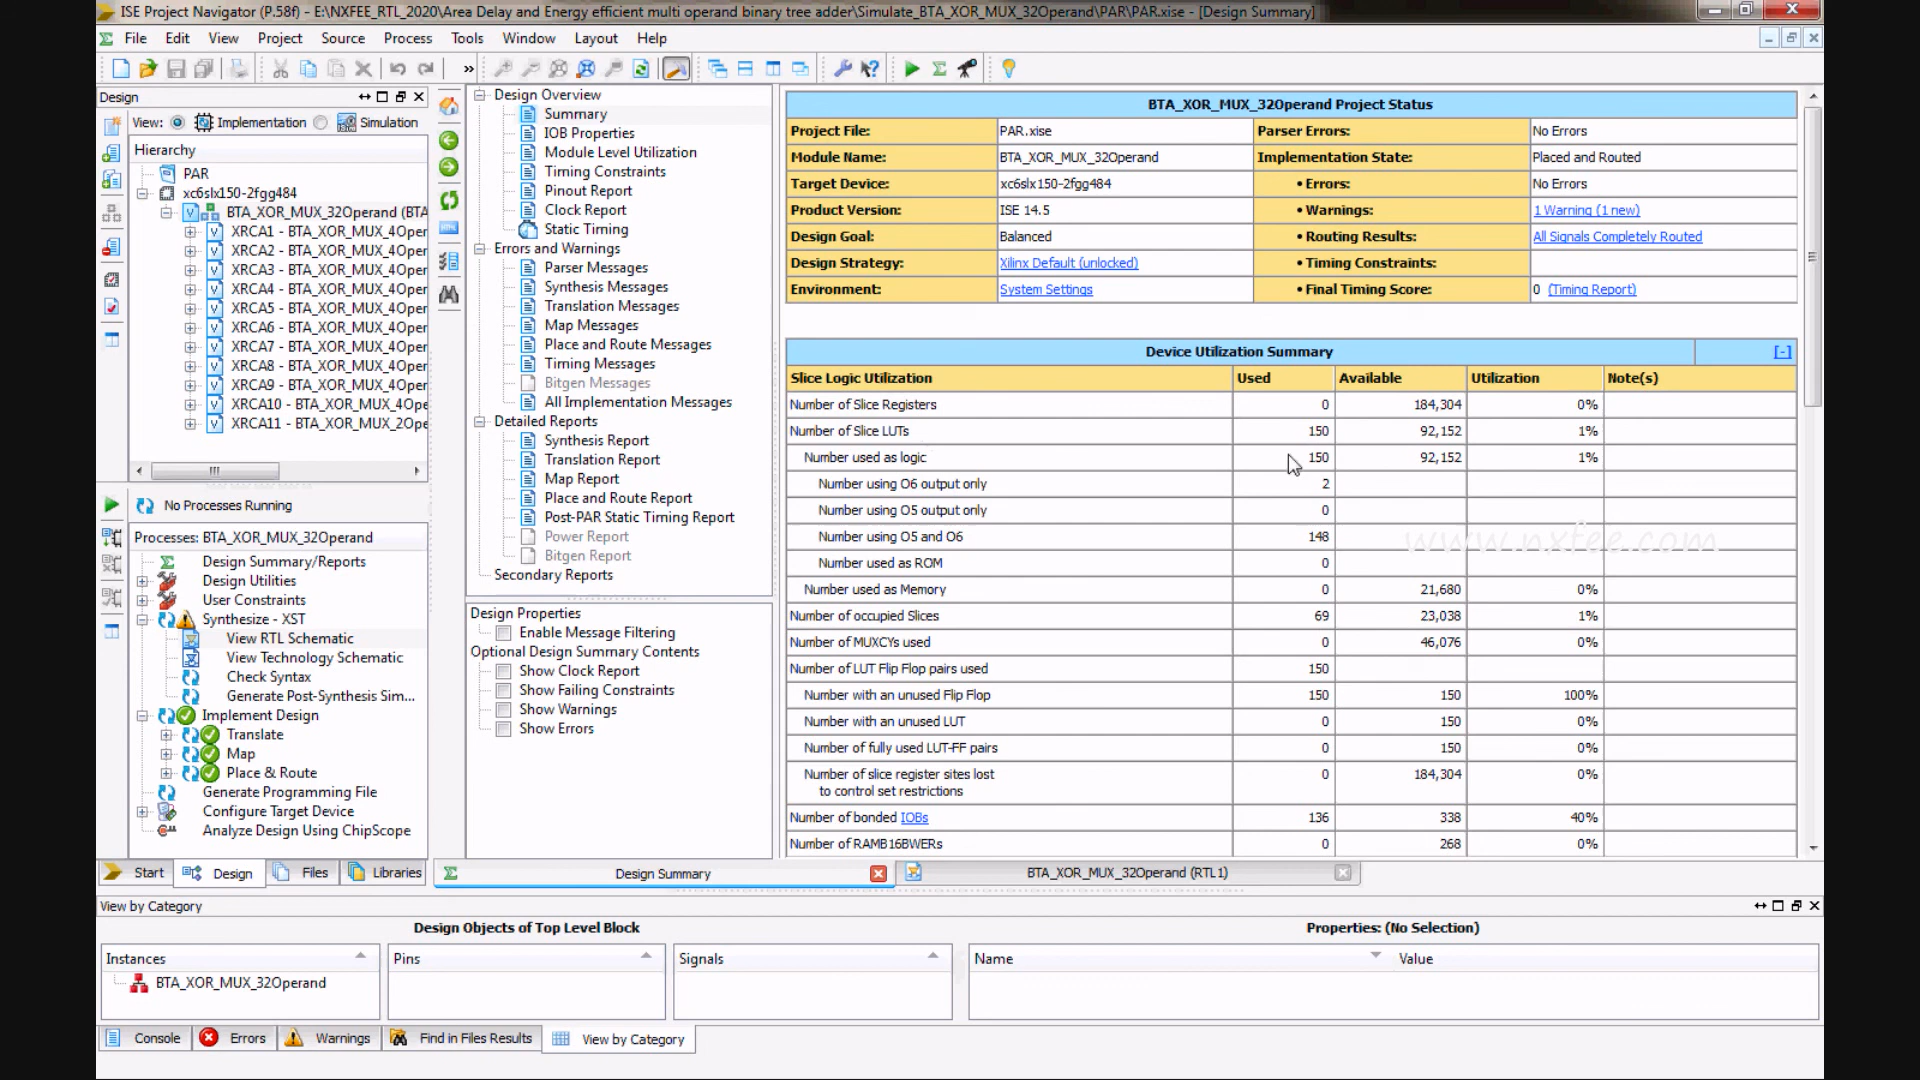 ISE Project Navigator (P.58f) - E:\NXFEE_RTL_2020\Area Delay and Energy efficient multi operand binary tree adder\Simulate_BTA_XOR_MUX_32Operand\PAR\PAR.xise - [Design Summary]
File Edit View Project Source Process Tools Window Layout Help
»
Design
View: Implementation Simulation
Hierarchy
PAR
xc6slx150-2fgg484
BTA_XOR_MUX_32Operand (BTA
XRCA1 - BTA_XOR_MUX_4Oper
XRCA2 - BTA_XOR_MUX_4Oper
XRCA3 - BTA_XOR_MUX_4Oper
XRCA4 - BTA_XOR_MUX_4Oper
XRCA5 - BTA_XOR_MUX_4Oper
XRCA6 - BTA_XOR_MUX_4Oper
XRCA7 - BTA_XOR_MUX_4Oper
XRCA8 - BTA_XOR_MUX_4Oper
XRCA9 - BTA_XOR_MUX_4Oper
XRCA10 - BTA_XOR_MUX_4Ope
XRCA11 - BTA_XOR_MUX_2Ope
No Processes Running
Processes: BTA_XOR_MUX_32Operand
Design Summary/Reports
Design Utilities
User Constraints
Synthesize - XST
View RTL Schematic
View Technology Schematic
Check Syntax
Generate Post-Synthesis Sim...
Implement Design
Translate
Map
Place & Route
Generate Programming File
Configure Target Device
Analyze Design Using ChipScope
Start Design Files Libraries
Design Overview
Summary
IOB Properties
Module Level Utilization
Timing Constraints
Pinout Report
Clock Report
Static Timing
Errors and Warnings
Parser Messages
Synthesis Messages
Translation Messages
Map Messages
Place and Route Messages
Timing Messages
Bitgen Messages
All Implementation Messages
Detailed Reports
Synthesis Report
Translation Report
Map Report
Place and Route Report
Post-PAR Static Timing Report
Power Report
Bitgen Report
Secondary Reports
Design Properties
Enable Message Filtering
Optional Design Summary Contents
Show Clock Report
Show Failing Constraints
Show Warnings
Show Errors
BTA_XOR_MUX_32Operand Project Status
Project File: PAR.xise Parser Errors: No Errors
Module Name: BTA_XOR_MUX_32Operand Implementation State: Placed and Routed
Target Device: xc6slx150-2fgg484 • Errors: No Errors
Product Version: ISE 14.5 • Warnings: 1 Warning (1 new)
Design Goal: Balanced • Routing Results: All Signals Completely Routed
Design Strategy: Xilinx Default (unlocked) • Timing Constraints:
Environment: System Settings • Final Timing Score: 0 (Timing Report)
Device Utilization Summary [-]
Slice Logic Utilization Used Available Utilization Note(s)
Number of Slice Registers 0 184,304 0%
Number of Slice LUTs 150 92,152 1%
Number used as logic 150 92,152 1%
Number using O6 output only 2
Number using O5 output only 0
Number using O5 and O6 148
Number used as ROM 0
Number used as Memory 0 21,680 0%
Number of occupied Slices 69 23,038 1%
Number of MUXCYs used 0 46,076 0%
Number of LUT Flip Flop pairs used 150
Number with an unused Flip Flop 150 150 100%
Number with an unused LUT 0 150 0%
Number of fully used LUT-FF pairs 0 150 0%
Number of slice register sites lost 0 184,304 0%
to control set restrictions
Number of bonded IOBs 136 338 40%
Number of RAMB16BWERs 0 268 0%
www.nxfee.com
Design Summary BTA_XOR_MUX_32Operand (RTL1)
View by Category
Design Objects of Top Level Block Properties: (No Selection)
Instances Pins Signals Name Value
BTA_XOR_MUX_32Operand
Console Errors Warnings Find in Files Results View by Category